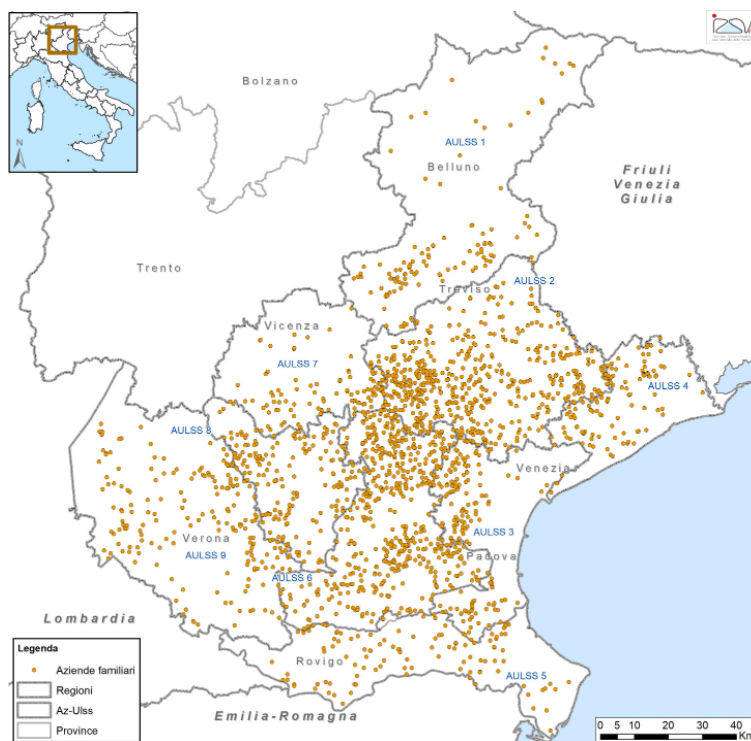 Bolzano
N
AULSS 1
Belluno
Friuli
Venezia
Giulia
Trento
AULSS 2
Treviso
Vicenza
AULSS 7
AULSS 4
AULSS 8
Venezia
AULSS 3
Verona
Padova
AULSS 9
AULSS 6
Lombardia
Legenda
Aziende familiari
Regioni
Az-Ulss
Province
Rovigo
AULSS 5
Emilia-Romagna
0 5 10 20 30 40
Km